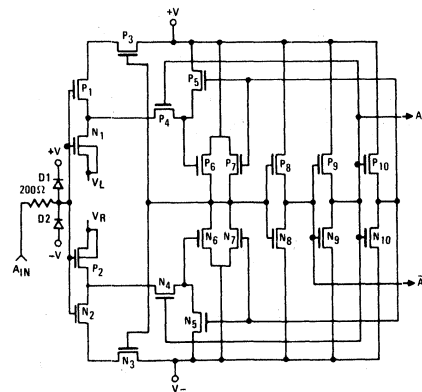 P3
+V
P1
P5
A
N1
P4
+V
D1
VL
P6
P7
P8
P9
P10
200Ω
D2
VR
N6
N7
N8
N9
N10
-V
P2
N4
AIN
Ā
N2
N5
N3
V-